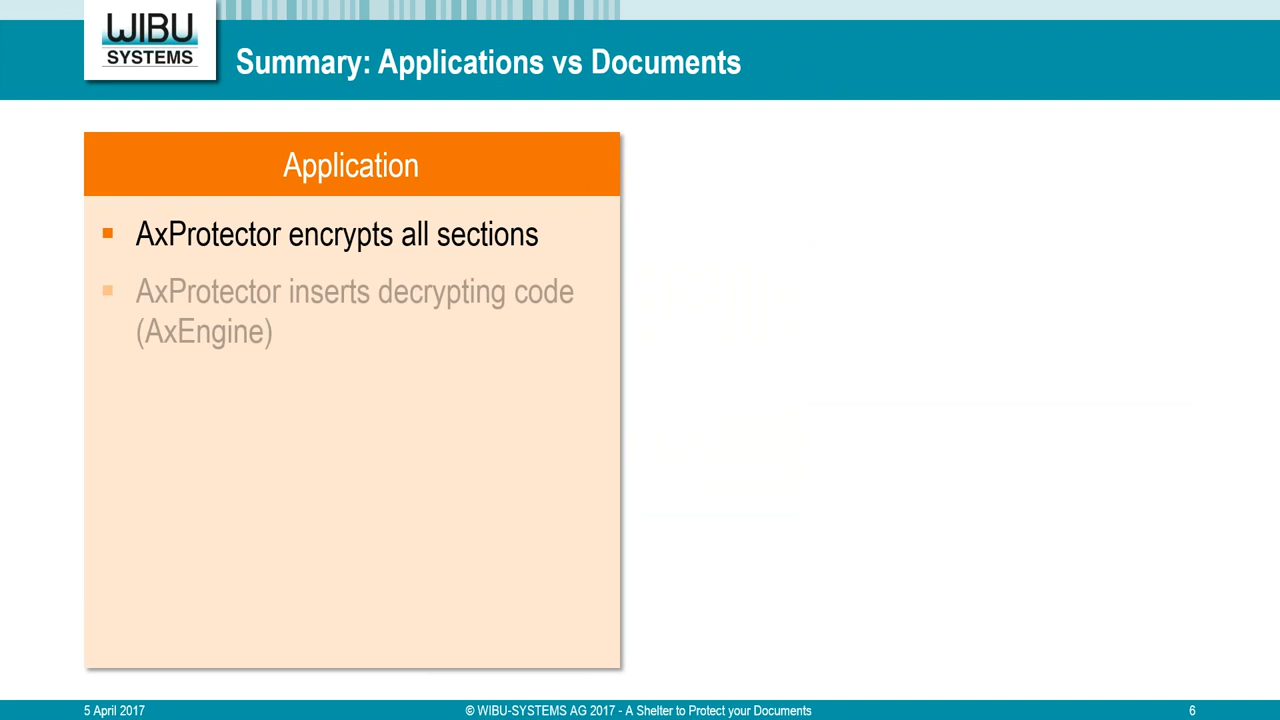 WIBU
SYSTEMS
Summary: Applications vs Documents
Application
▪ AxProtector encrypts all sections
▪ AxProtector inserts decrypting code
(AxEngine)
5 April 2017
© WIBU-SYSTEMS AG 2017 - A Shelter to Protect your Documents
6